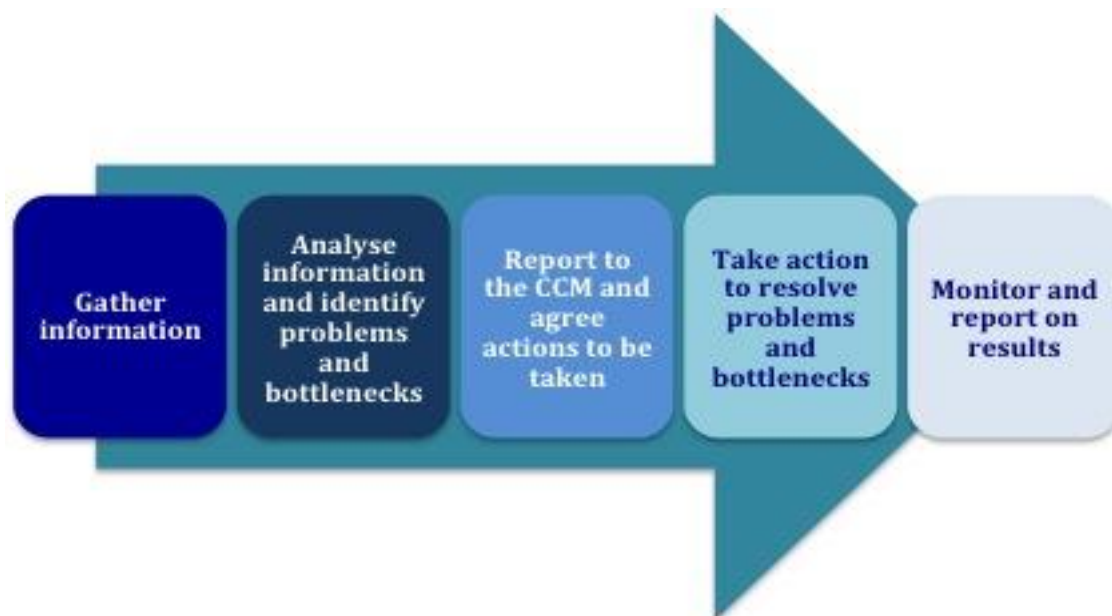 Gather
information
Analyse
information
and identify
problems
and
bottlenecks
Report to
the CCM and
agree
actions to be
taken
Take action
to resolve
problems
and
bottlenecks
Monitor and
report on
results